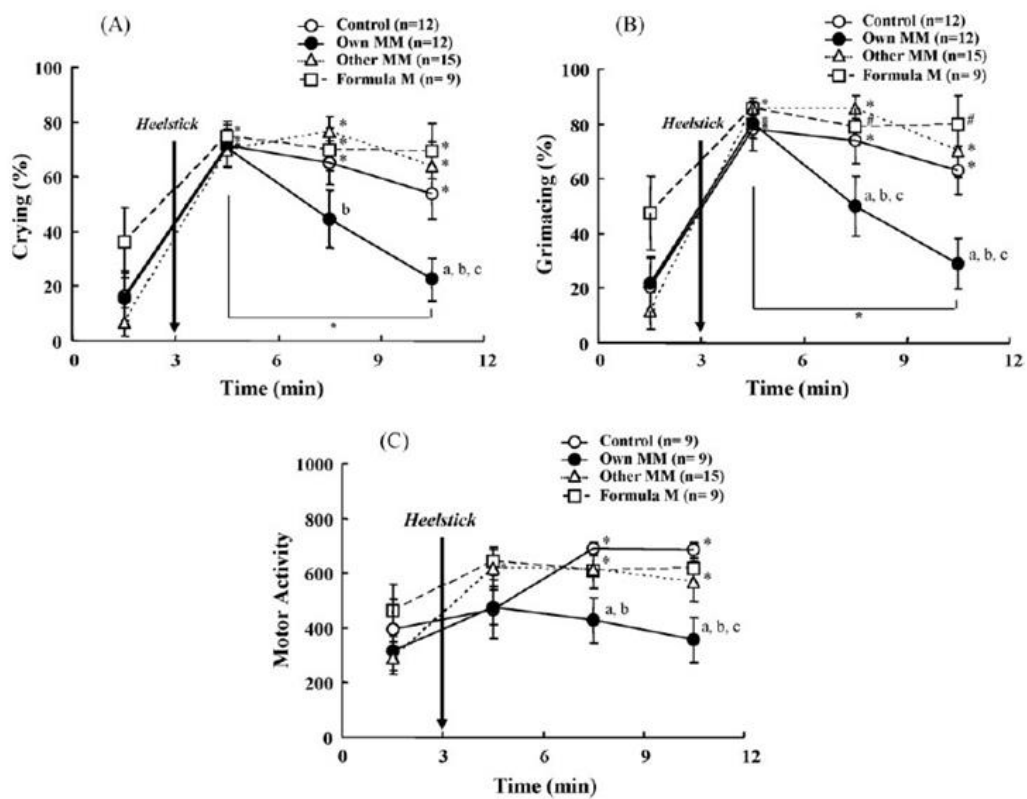 (A)
Control (n=12)
Own MM (n=12)
Other MM (n=15)
Formula M (n= 9)
Heelstick
Crying (%)
100
80
60
40
20
0
* * * * * * * *
b
a, b, c
*
0 3 6 9 12
Time (min)
(B)
Control (n=12)
Own MM (n=12)
Other MM (n=15)
Formula M (n= 9)
Heelstick
Grimacing (%)
100
80
60
40
20
0
* # * # * # * *
a, b, c
a, b, c
*
0 3 6 9 12
Time (min)
(C)
Control (n= 9)
Own MM (n= 9)
Other MM (n=15)
Formula M (n= 9)
Heelstick
Motor Activity
1000
800
600
400
200
0
* * * *
a, b
a, b, c
0 3 6 9 12
Time (min)